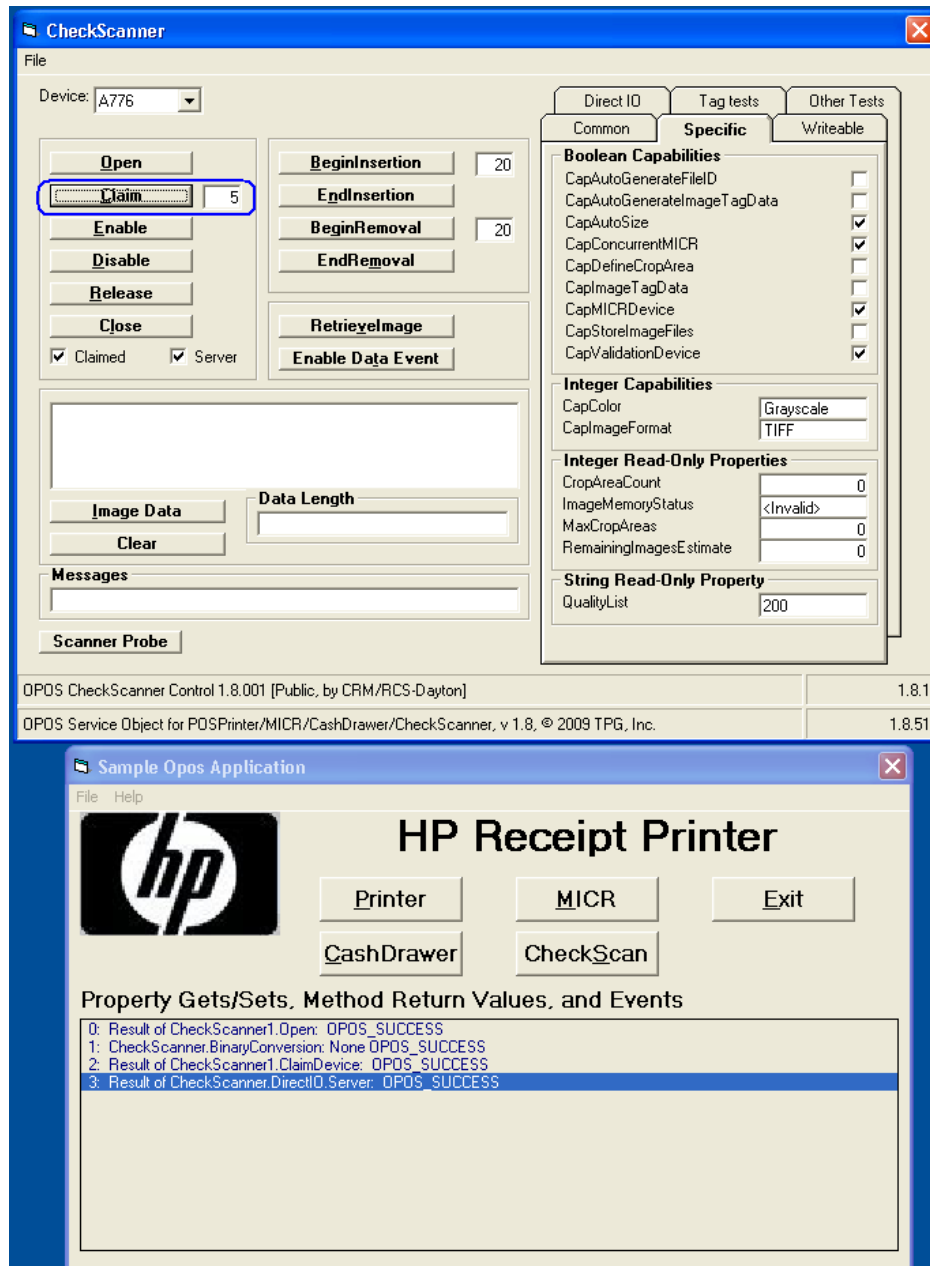 CheckScanner
File
Device: A776
Direct IO Tag tests Other Tests
Common Specific Writeable
Open
Claim 5
Enable
Disable
Release
Close
Claimed Server
BeginInsertion 20
EndInsertion
BeginRemoval 20
EndRemoval
RetrieveImage
Enable Data Event
Image Data
Clear
Data Length
Messages
Scanner Probe
Boolean Capabilities
CapAutoGenerateFileID
CapAutoGenerateImageTagData
CapAutoSize
CapConcurrentMICR
CapDefineCropArea
CapImageTagData
CapMICRDevice
CapStoreImageFiles
CapValidationDevice
Integer Capabilities
CapColor Grayscale
CapImageFormat TIFF
Integer Read-Only Properties
CropAreaCount 0
ImageMemoryStatus <Invalid>
MaxCropAreas 0
RemainingImagesEstimate 0
String Read-Only Property
QualityList 200
OPOS CheckScanner Control 1.8.001 [Public, by CRM/RCS-Dayton] 1.8.1
OPOS Service Object for POSPrinter/MICR/CashDrawer/CheckScanner, v 1.8, © 2009 TPG, Inc. 1.8.51
Sample Opos Application
File Help
hp
HP Receipt Printer
Printer MICR Exit
CashDrawer CheckScan
Property Gets/Sets, Method Return Values, and Events
0: Result of CheckScanner1.Open: OPOS_SUCCESS
1: CheckScanner.BinaryConversion: None OPOS_SUCCESS
2: Result of CheckScanner1.ClaimDevice: OPOS_SUCCESS
3: Result of CheckScanner.DirectIO.Server: OPOS_SUCCESS